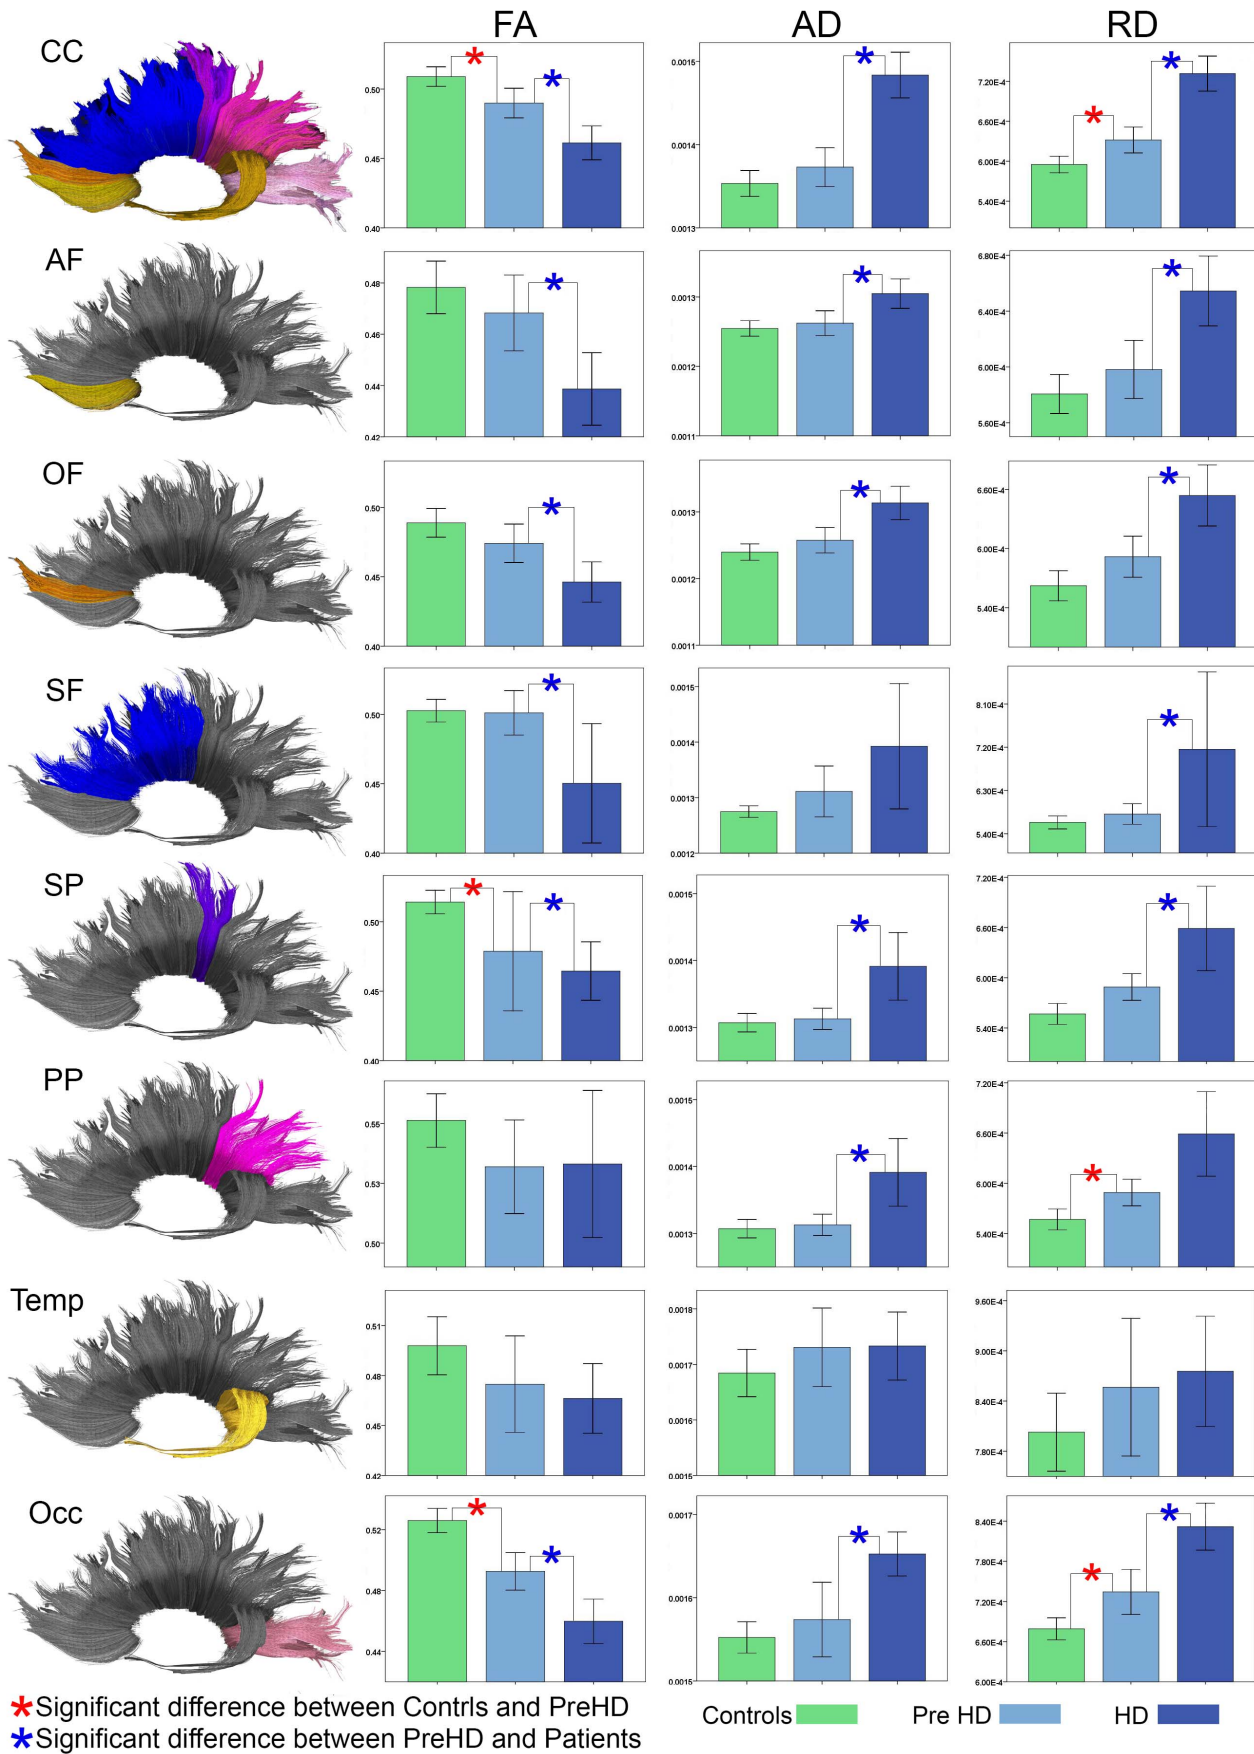 FA AD RD
CC
0.50
0.45
0.40
0.0015
0.0014
0.0013
7.20E-4
6.60E-4
6.00E-4
5.40E-4
AF
0.48
0.46
0.44
0.42
0.0013
0.0012
0.0011
6.80E-4
6.40E-4
6.00E-4
5.60E-4
OF
0.50
0.45
0.40
0.0013
0.0012
0.0011
6.60E-4
6.00E-4
5.40E-4
SF
0.50
0.45
0.40
0.0015
0.0014
0.0013
0.0012
8.10E-4
7.20E-4
6.30E-4
5.40E-4
SP
0.50
0.45
0.40
0.0015
0.0014
0.0013
7.20E-4
6.60E-4
6.00E-4
5.40E-4
PP
0.55
0.53
0.50
0.0015
0.0014
0.0013
7.20E-4
6.60E-4
6.00E-4
5.40E-4
Temp
0.51
0.48
0.45
0.42
0.0018
0.0017
0.0016
0.0015
9.60E-4
9.00E-4
8.40E-4
7.80E-4
Occ
0.52
0.48
0.44
0.0017
0.0016
0.0015
8.40E-4
7.80E-4
7.20E-4
6.60E-4
6.00E-4
*Significant difference between Contrls and PreHD
*Significant difference between PreHD and Patients
Controls Pre HD HD